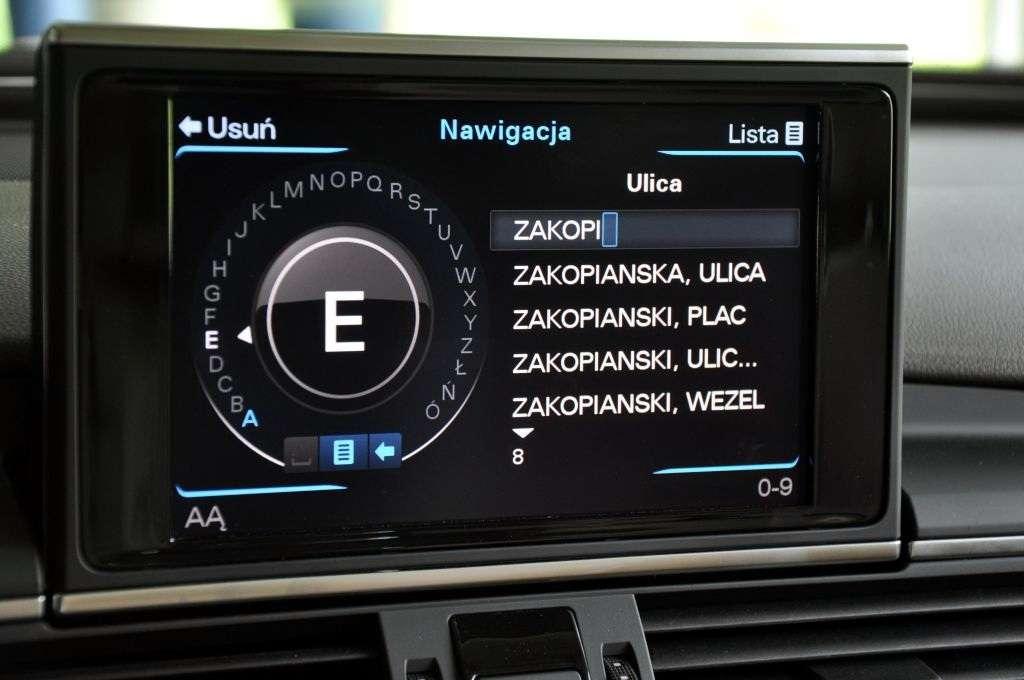 Usuń
Nawigacja
Lista
Ulica
ZAKOPI
ZAKOPIANSKA, ULICA
ZAKOPIANSKI, PLAC
ZAKOPIANSKI, ULIC...
ZAKOPIANSKI, WEZEL
8
A B C D E F G H I J K L M N O P Q R S T U V W X Y Z Ł Ń Ó
E
AĄ
0-9